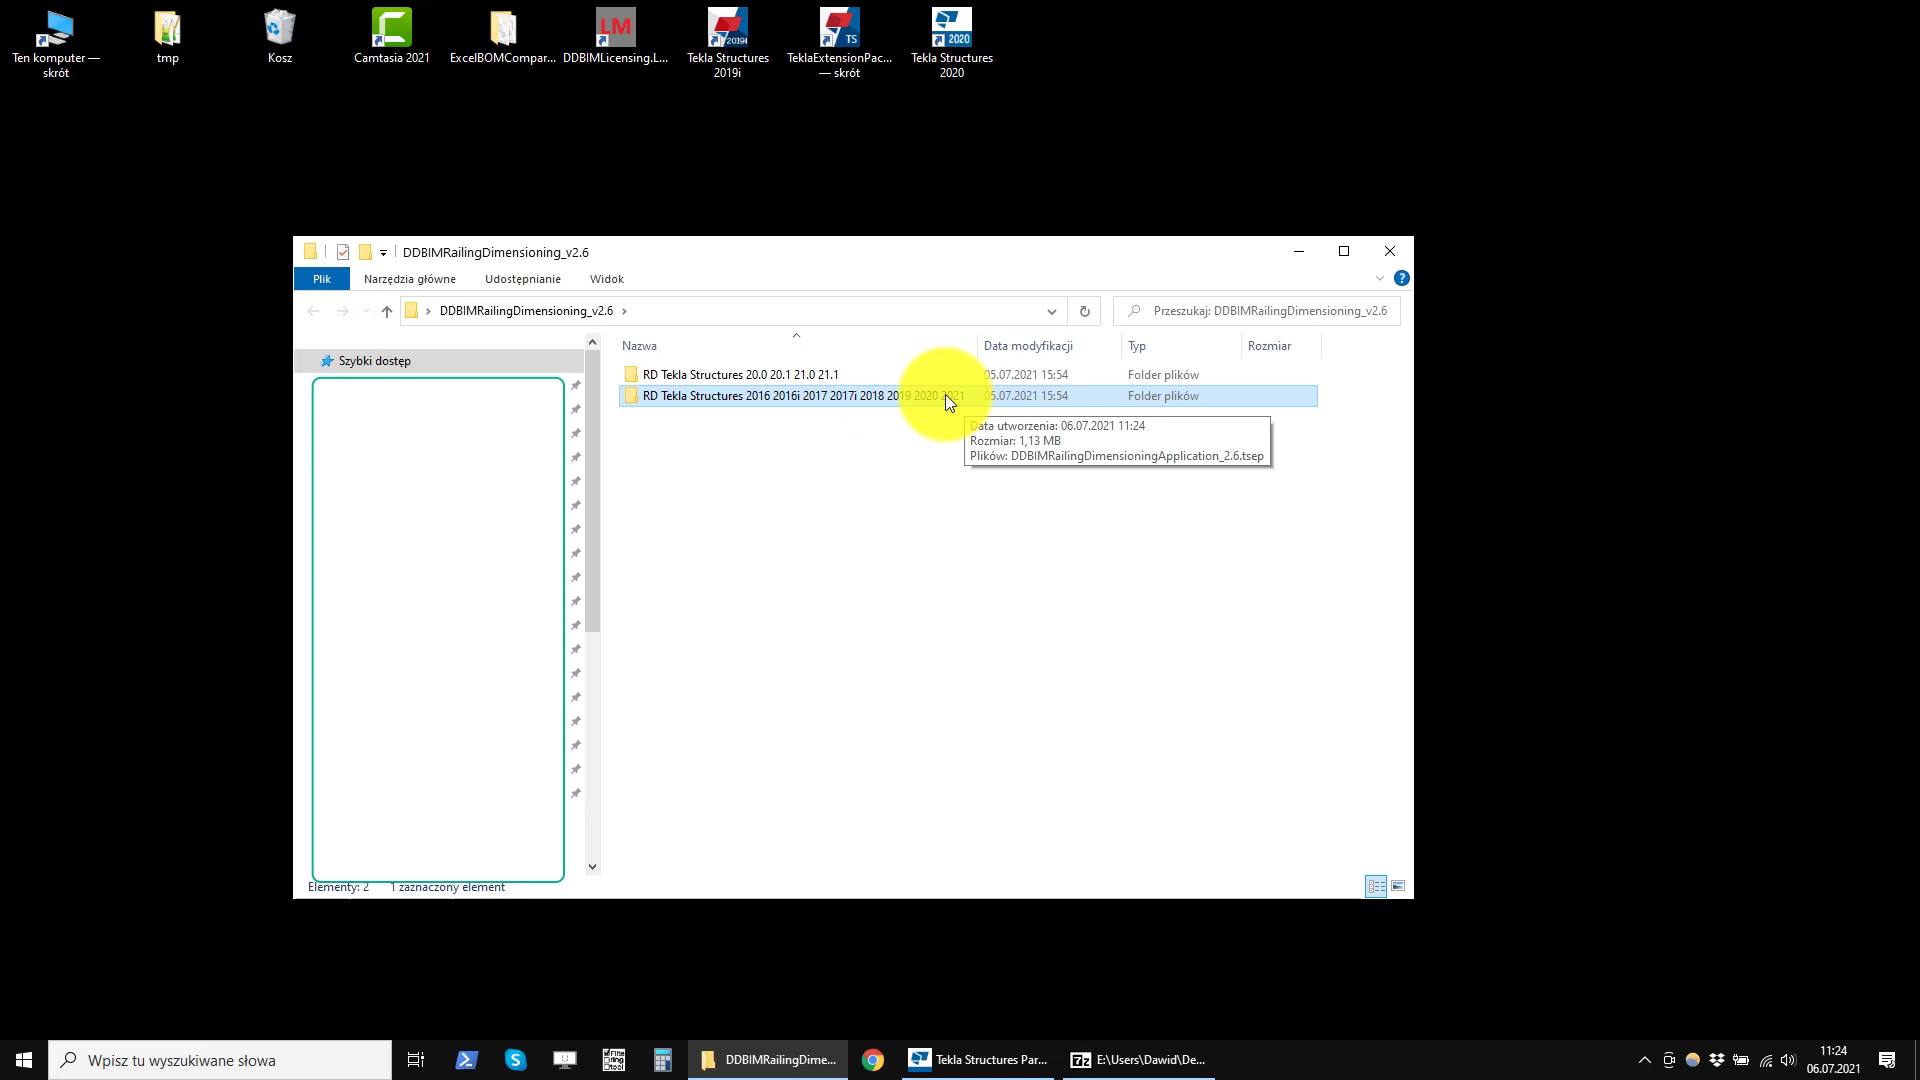 Ten komputer —
skrót
tmp
Kosz
Camtasia 2021
ExcelBOMCompar...
LM
DDBIMLicensing.L...
2019i
Tekla Structures
2019i
TS
TeklaExtensionPac...
— skrót
2020
Tekla Structures
2020
DDBIMRailingDimensioning_v2.6
Plik
Narzędzia główne
Udostępnianie
Widok
DDBIMRailingDimensioning_v2.6
Przeszukaj: DDBIMRailingDimensioning_v2.6
Szybki dostęp
Nazwa
Data modyfikacji
Typ
Rozmiar
RD Tekla Structures 20.0 20.1 21.0 21.1
05.07.2021 15:54
Folder plików
RD Tekla Structures 2016 2016i 2017 2017i 2018 2019 2020 2021
05.07.2021 15:54
Folder plików
Data utworzenia: 06.07.2021 11:24
Rozmiar: 1,13 MB
Plików: DDBIMRailingDimensioningApplication_2.6.tsep
Elementy: 2
1 zaznaczony element
Wpisz tu wyszukiwane słowa
DDBIMRailingDime...
Tekla Structures Par...
7z
E:\Users\Dawid\De...
11:24
06.07.2021